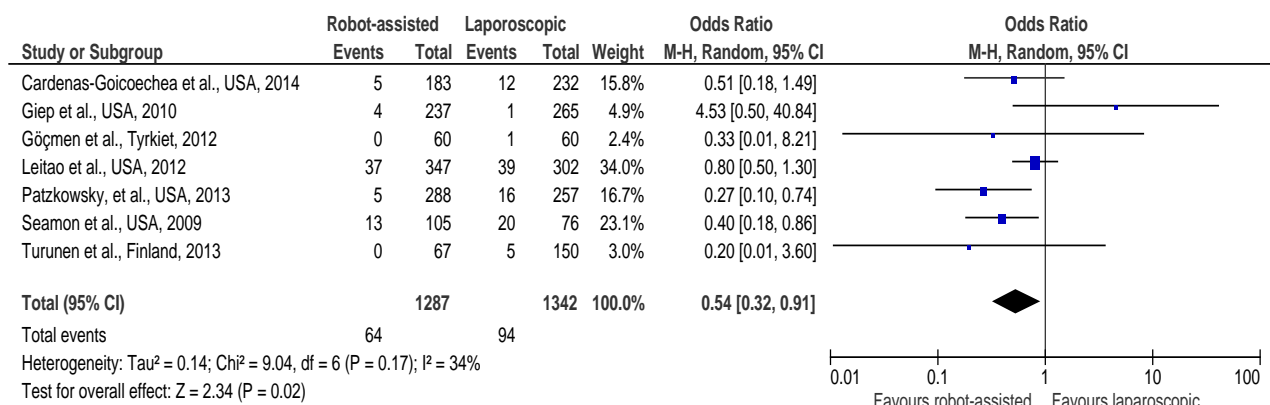 Robot-assisted Laparoscopic Odds Ratio Odds Ratio
Study or Subgroup Events Total Events Total Weight M-H, Random, 95% CI M-H, Random, 95% CI
Cardenas-Goicoechea et al., USA, 2014 5 183 12 232 15.8% 0.51 [0.18, 1.49]
Giep et al., USA, 2010 4 237 1 265 4.9% 4.53 [0.50, 40.84]
Göçmen et al., Tyrkiet, 2012 0 60 1 60 2.4% 0.33 [0.01, 8.21]
Leitao et al., USA, 2012 37 347 39 302 34.0% 0.80 [0.50, 1.30]
Patzkowsky, et al., USA, 2013 5 288 16 257 16.7% 0.27 [0.10, 0.74]
Seamon et al., USA, 2009 13 105 20 76 23.1% 0.40 [0.18, 0.86]
Turunen et al., Finland, 2013 0 67 5 150 3.0% 0.20 [0.01, 3.60]
Total (95% CI) 1287 1342 100.0% 0.54 [0.32, 0.91]
Total events 64 94
Heterogeneity: Tau² = 0.14; Chi² = 9.04, df = 6 (P = 0.17); I² = 34%
Test for overall effect: Z = 2.34 (P = 0.02)
0.01 0.1 1 10 100
Favours robot-assisted Favours laparoscopic